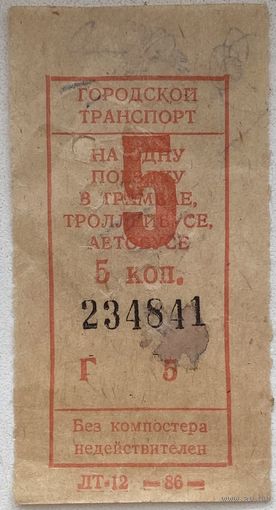 ГОРОДСКОЙ
ТРАНСПОРТ
5
НА ОДНУ
ПОЕЗДКУ
В ТРАМВАЕ,
ТРОЛЛЕЙБУСЕ,
АВТОБУСЕ
5 коп.
234841
Г 5
Без компостера
недействителен
ЛТ-12 —86—